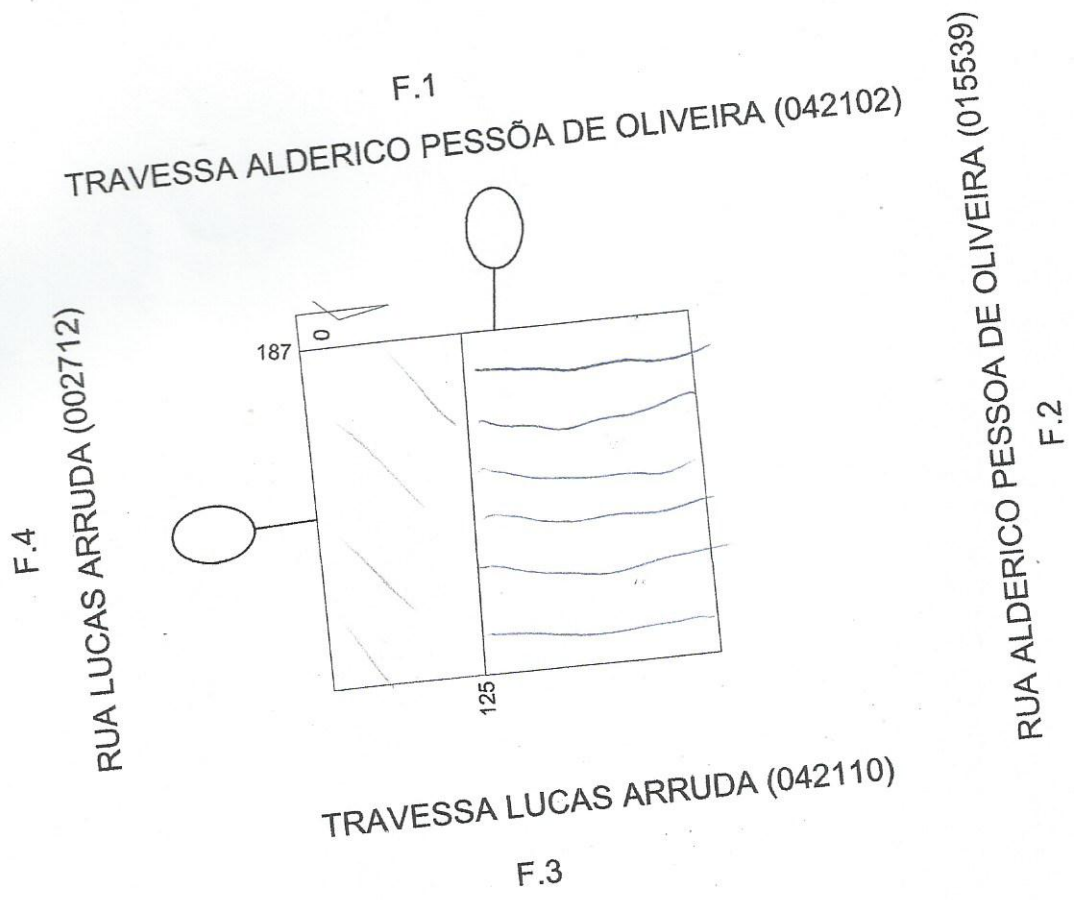 F.1
TRAVESSA ALDERICO PESSÕA DE OLIVEIRA (042102)
RUA ALDERICO PESSOA DE OLIVEIRA (015539)
F.2
F.4
RUA LUCAS ARRUDA (002712)
187
0
125
TRAVESSA LUCAS ARRUDA (042110)
F.3